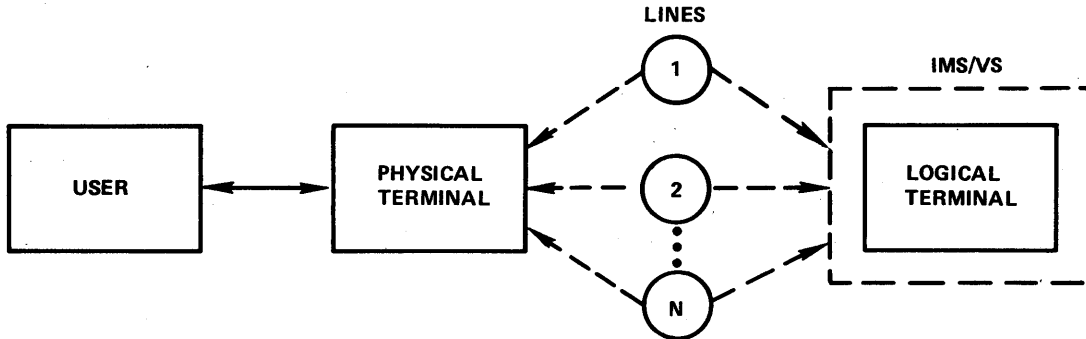 LINES
1
IMS/VS
USER
PHYSICAL
TERMINAL
2
LOGICAL
TERMINAL
N